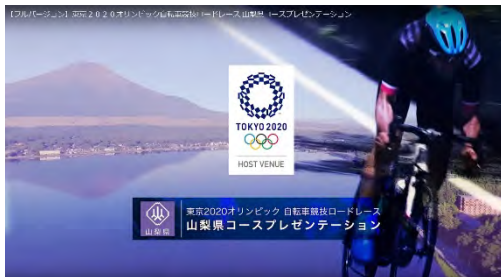 【フルバージョン】東京2020オリンピック自転車競技ロードレース 山梨県コースプレゼンテーション
TOKYO 2020
HOST VENUE
山梨県
東京2020オリンピック 自転車競技ロードレース
山梨県コースプレゼンテーション